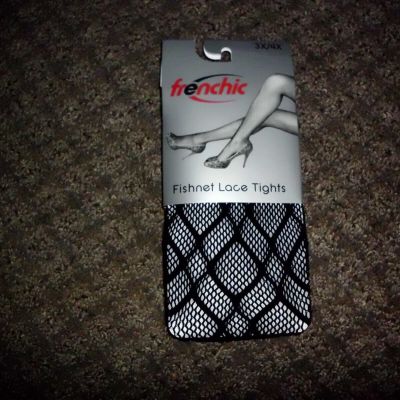 3X/4X
frenchic
Fishnet Lace Tights